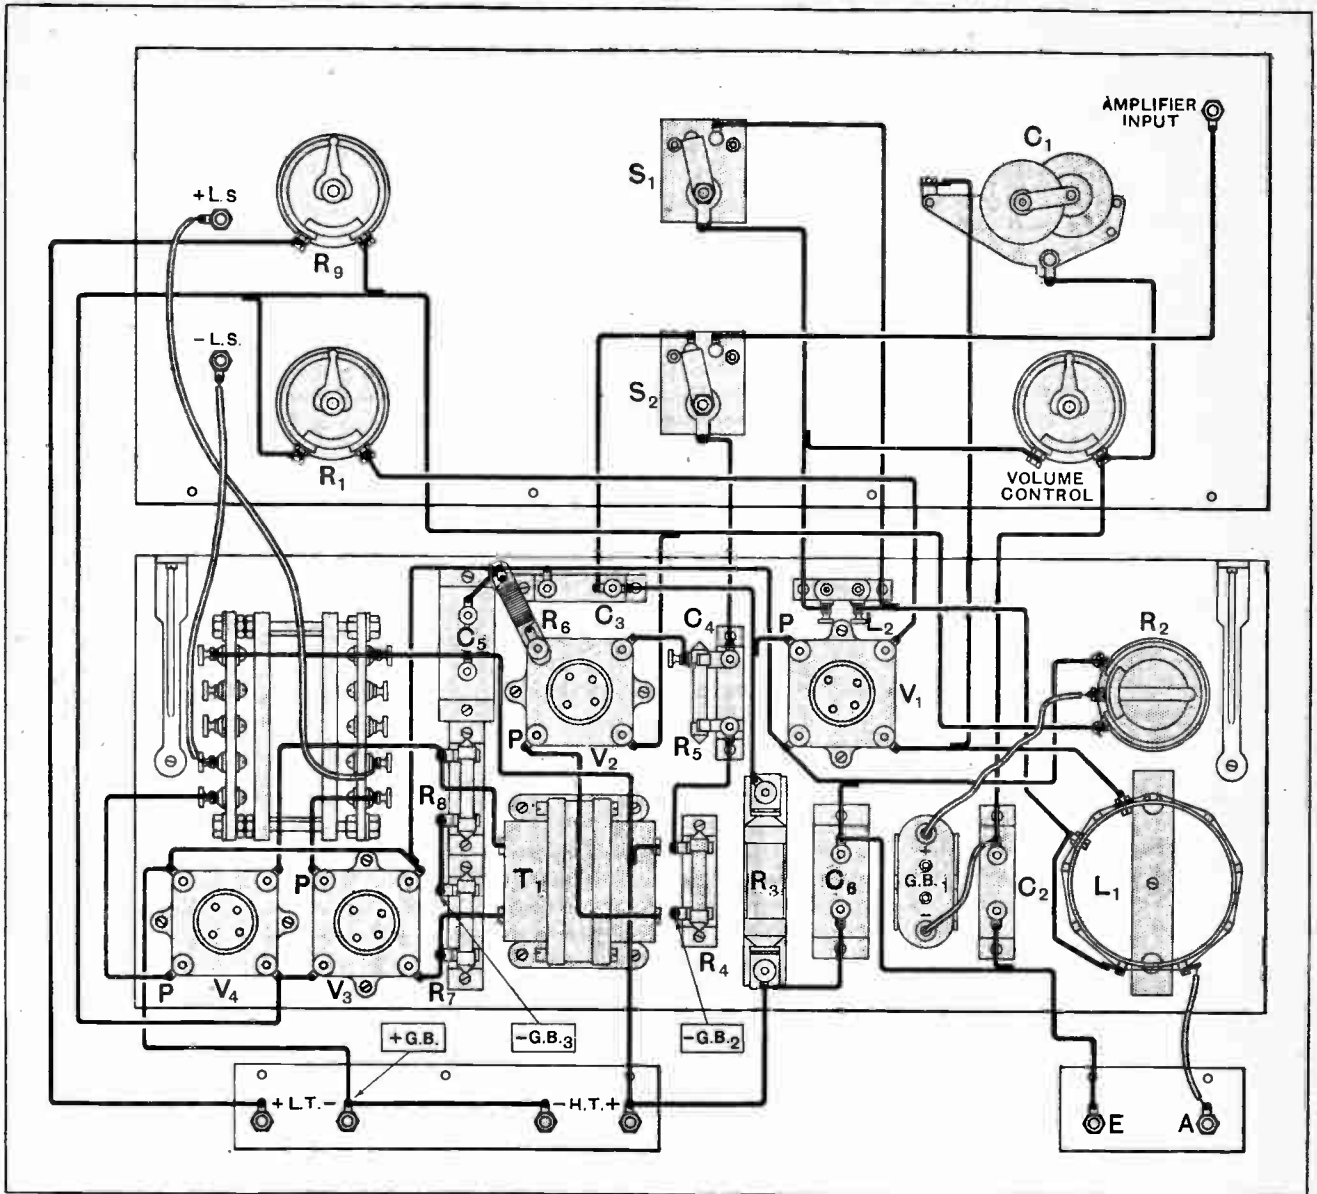 AMPLIFIER
INPUT
C1
S1
+L.S
R9
-L.S.
S2
R1
VOLUME
CONTROL
C3
C4
L2
R2
R6
C5
P
V1
P
V2
R5
R8
T1
R3
C6
+
G.B.1
-
C2
L1
P
R4
P
V4
V3
R7
+G.B.
-G.B.3
-G.B.2
+L.T.-
-H.T.+
E
A